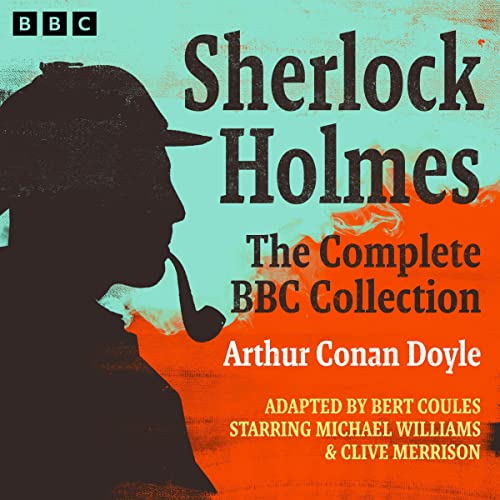 BBC
Sherlock
Holmes
The Complete
BBC Collection
Arthur Conan Doyle
ADAPTED BY BERT COULES
STARRING MICHAEL WILLIAMS
& CLIVE MERRISON